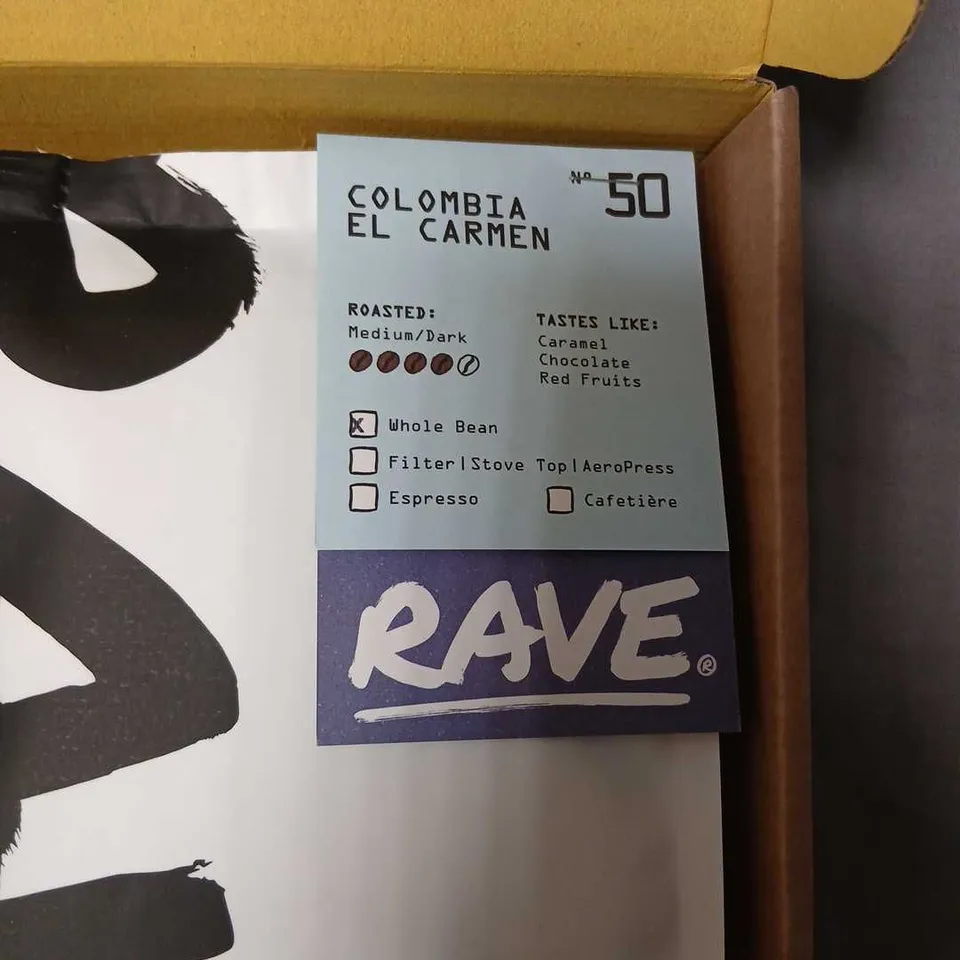 COLOMBIA
EL CARMEN
Nº 50
ROASTED:
Medium/Dark
TASTES LIKE:
Caramel
Chocolate
Red Fruits
X Whole Bean
Filter|Stove Top|AeroPress
Espresso
Cafetière
RAVE®